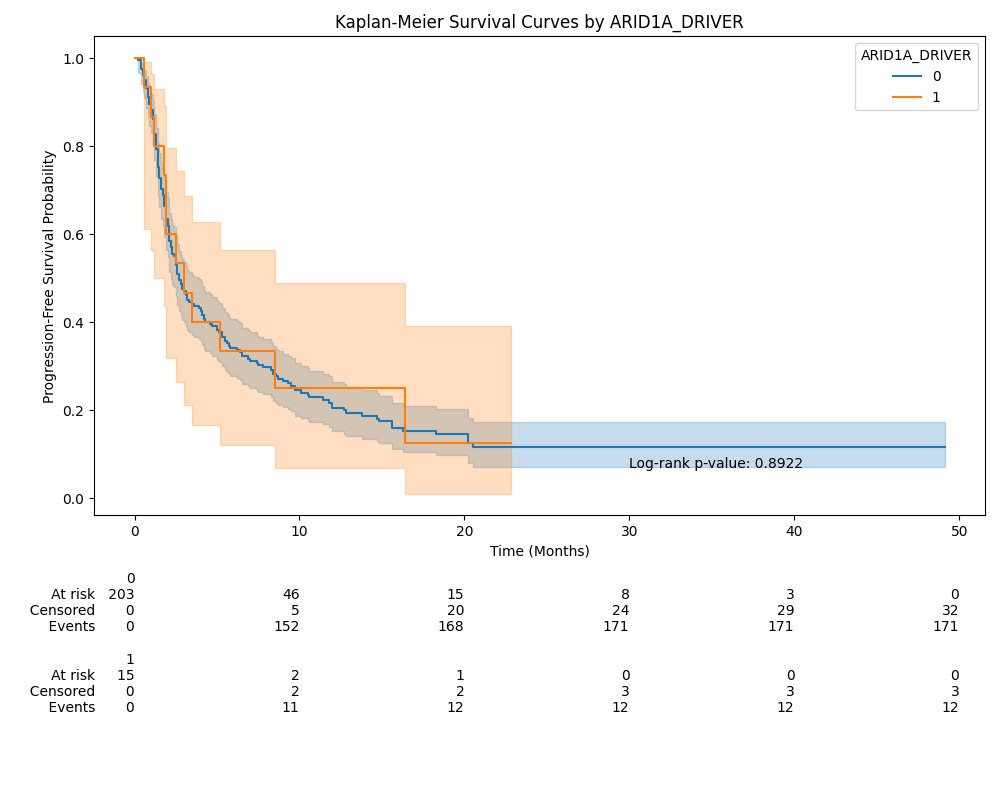 Kaplan-Meier Survival Curves by ARID1A_DRIVER
ARID1A_DRIVER
0
1
1.0
0.8
0.6
0.4
0.2
0.0
Progression-Free Survival Probability
Log-rank p-value: 0.8922
0 10 20 30 40 50
Time (Months)
0
At risk 203 46 15 8 3 0
Censored 0 5 20 24 29 32
Events 0 152 168 171 171 171
1
At risk 15 2 1 0 0 0
Censored 0 2 2 3 3 3
Events 0 11 12 12 12 12